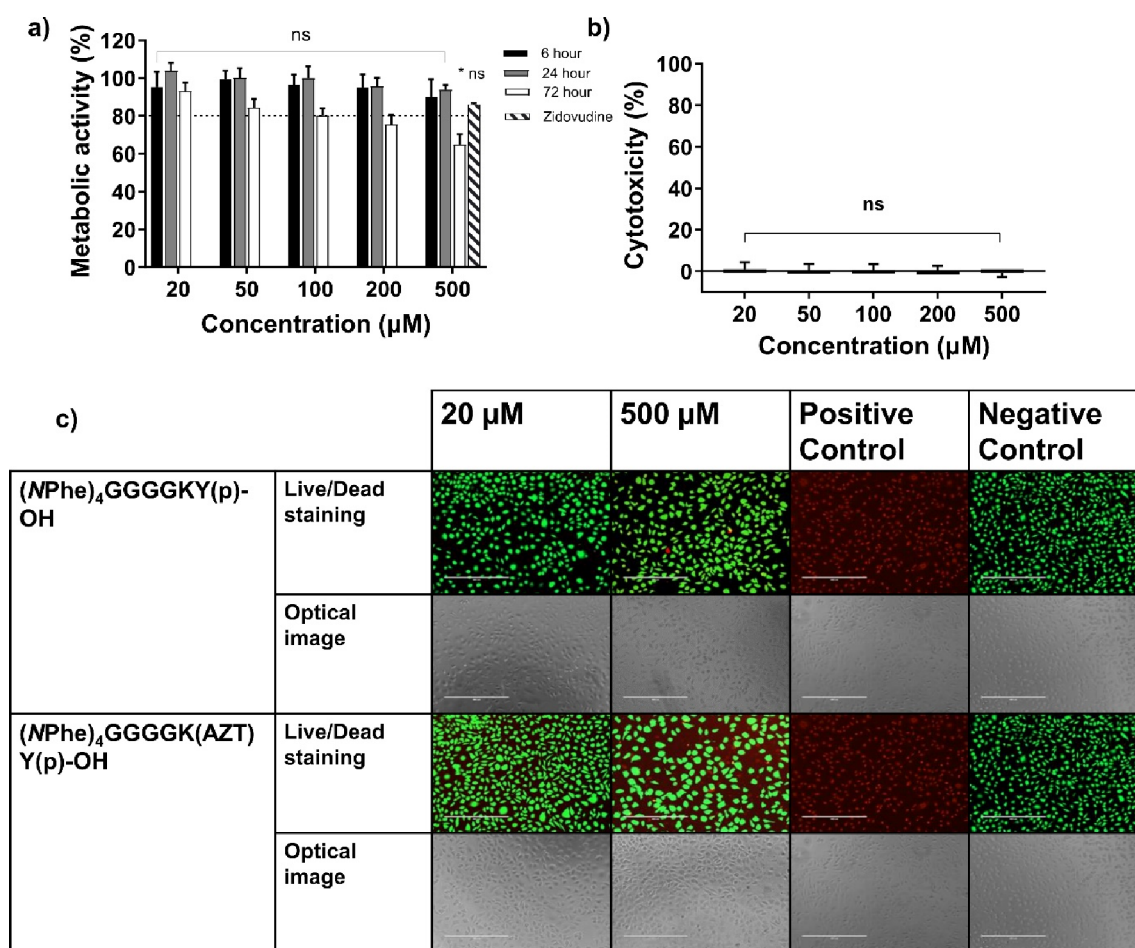 a)
Metabolic activity (%)
120
100
80
60
40
20
0
ns
* ns
6 hour
24 hour
72 hour
Zidovudine
20 50 100 200 500
Concentration (µM)
b)
Cytotoxicity (%)
100
80
60
40
20
0
ns
20 50 100 200 500
Concentration (µM)
c)
20 µM
500 µM
Positive
Control
Negative
Control
(NPhe)₄GGGGKY(p)-
OH
Live/Dead
staining
Optical
image
(NPhe)₄GGGGK(AZT)
Y(p)-OH
Live/Dead
staining
Optical
image